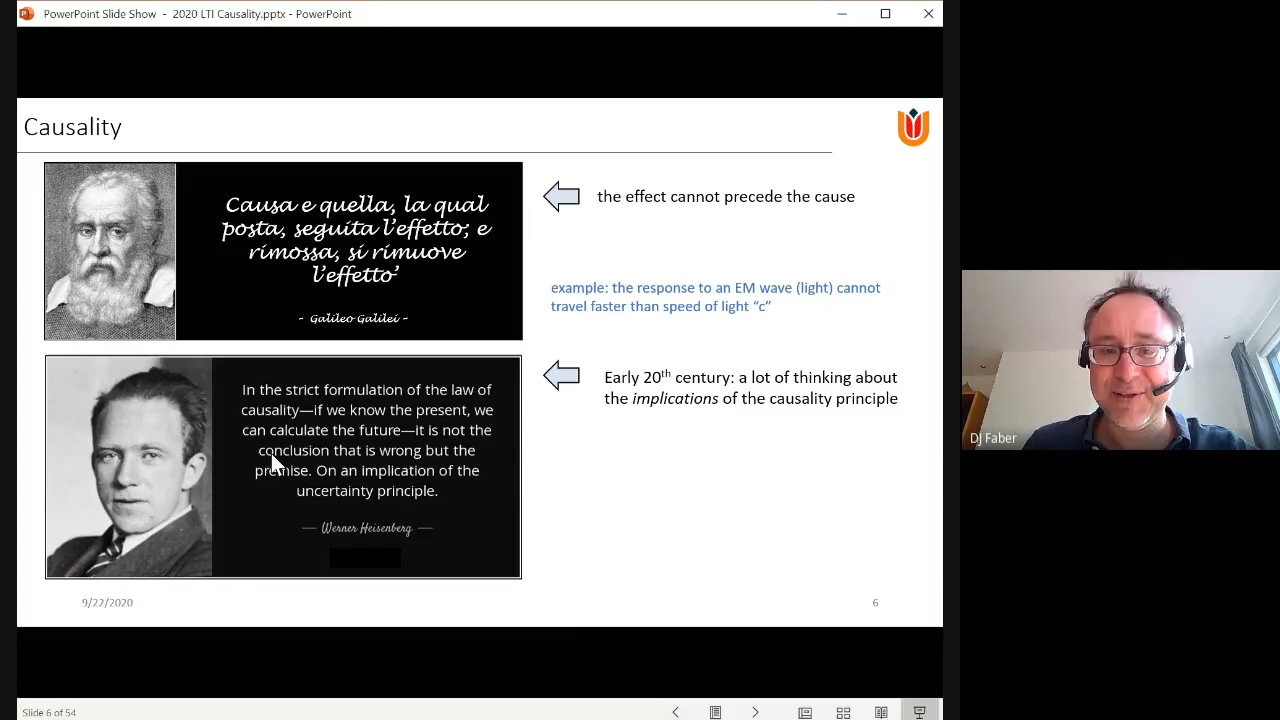 PowerPoint Slide Show - 2020 LTI Causality.pptx - PowerPoint
Causality
Causa e quella, la qual
posta, seguita l'effetto; e
rimossa, si rimuove
l'effetto'
~ Galileo Galilei ~
the effect cannot precede the cause
example: the response to an EM wave (light) cannot
travel faster than speed of light “c”
In the strict formulation of the law of
causality—if we know the present, we
can calculate the future—it is not the
conclusion that is wrong but the
premise. On an implication of the
uncertainty principle.
— Werner Heisenberg —
Early 20th century: a lot of thinking about
the implications of the causality principle
DJ Faber
9/22/2020
6
Slide 6 of 54